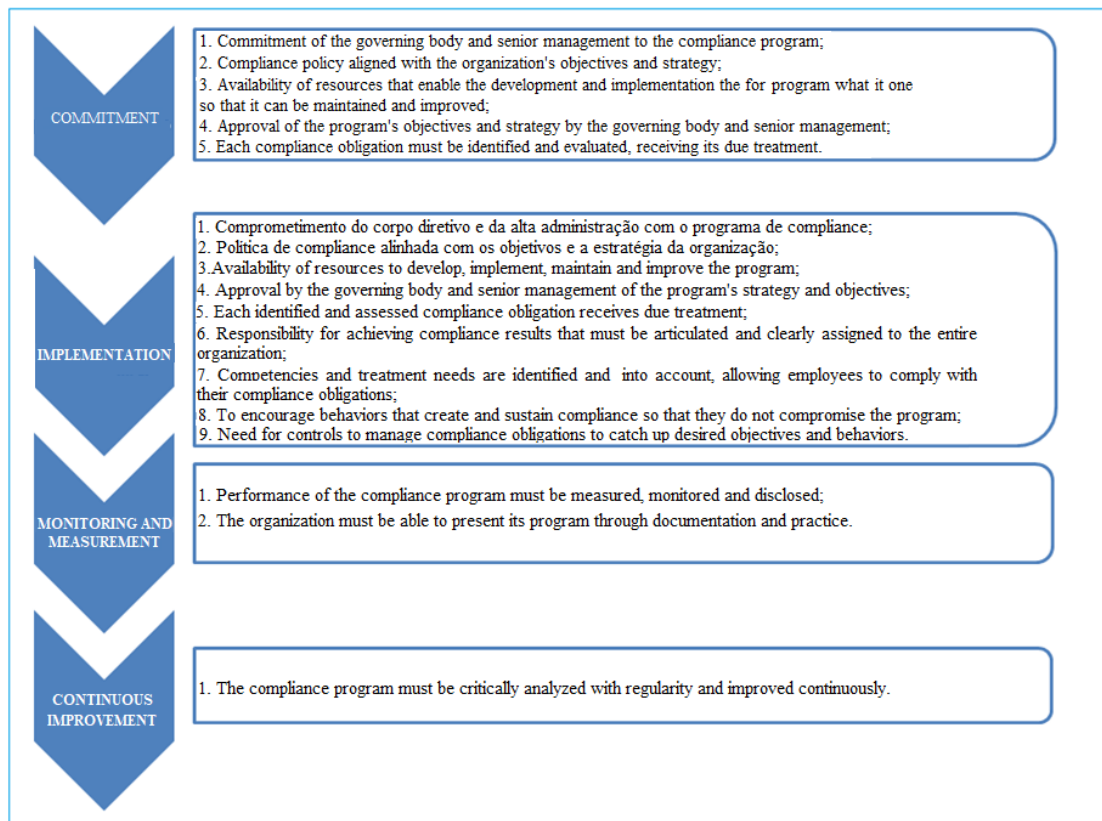 COMMITMENT
1. Commitment of the governing body and senior management to the compliance program;
2. Compliance policy aligned with the organization's objectives and strategy;
3. Availability of resources that enable the development and implementation the for program what it one
so that it can be maintained and improved;
4. Approval of the program's objectives and strategy by the governing body and senior management;
5. Each compliance obligation must be identified and evaluated, receiving its due treatment.
IMPLEMENTATION
1. Comprometimento do corpo diretivo e da alta administração com o programa de compliance;
2. Política de compliance alinhada com os objetivos e a estratégia da organização;
3.Availability of resources to develop, implement, maintain and improve the program;
4. Approval by the governing body and senior management of the program's strategy and objectives;
5. Each identified and assessed compliance obligation receives due treatment;
6. Responsibility for achieving compliance results that must be articulated and clearly assigned to the entire
organization;
7. Competencies and treatment needs are identified and into account, allowing employees to comply with
their compliance obligations;
8. To encourage behaviors that create and sustain compliance so that they do not compromise the program;
9. Need for controls to manage compliance obligations to catch up desired objectives and behaviors.
MONITORING AND
MEASUREMENT
1. Performance of the compliance program must be measured, monitored and disclosed;
2. The organization must be able to present its program through documentation and practice.
CONTINUOUS
IMPROVEMENT
1. The compliance program must be critically analyzed with regularity and improved continuously.